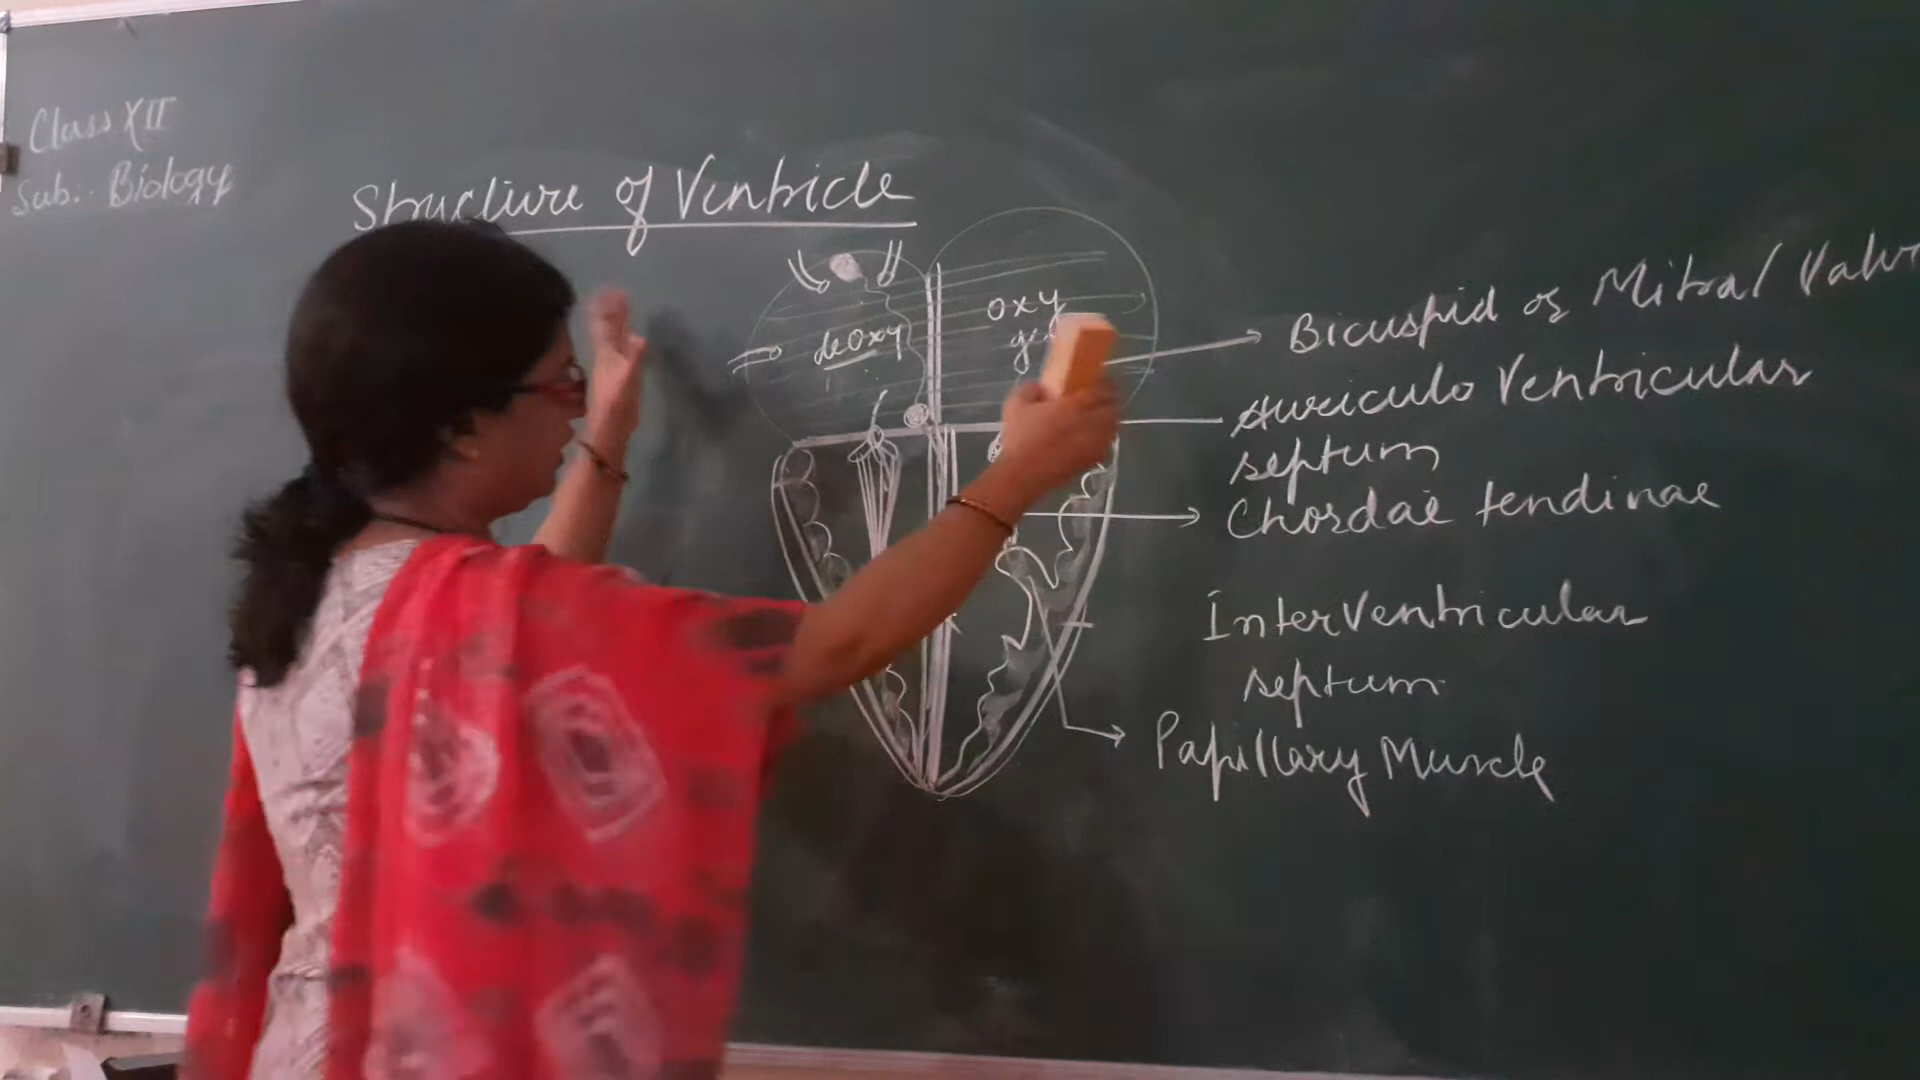 Class XII
Sub:- Biology
Structure of Ventricle
deoxy
oxy
Bicuspid or Mitral Valve
Auriculo Ventricular
septum
Chordae tendinae
InterVentricular
septum
Papillary Muscle